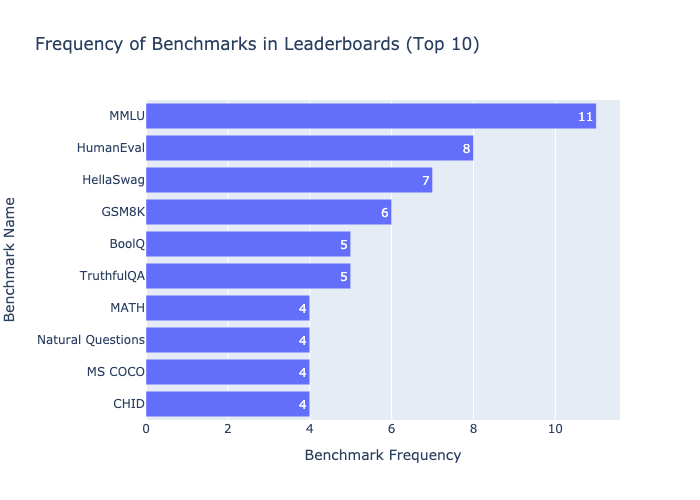 Frequency of Benchmarks in Leaderboards (Top 10)
Benchmark Name
MMLU 11
HumanEval 8
HellaSwag 7
GSM8K 6
BoolQ 5
TruthfulQA 5
MATH 4
Natural Questions 4
MS COCO 4
CHID 4
0 2 4 6 8 10
Benchmark Frequency